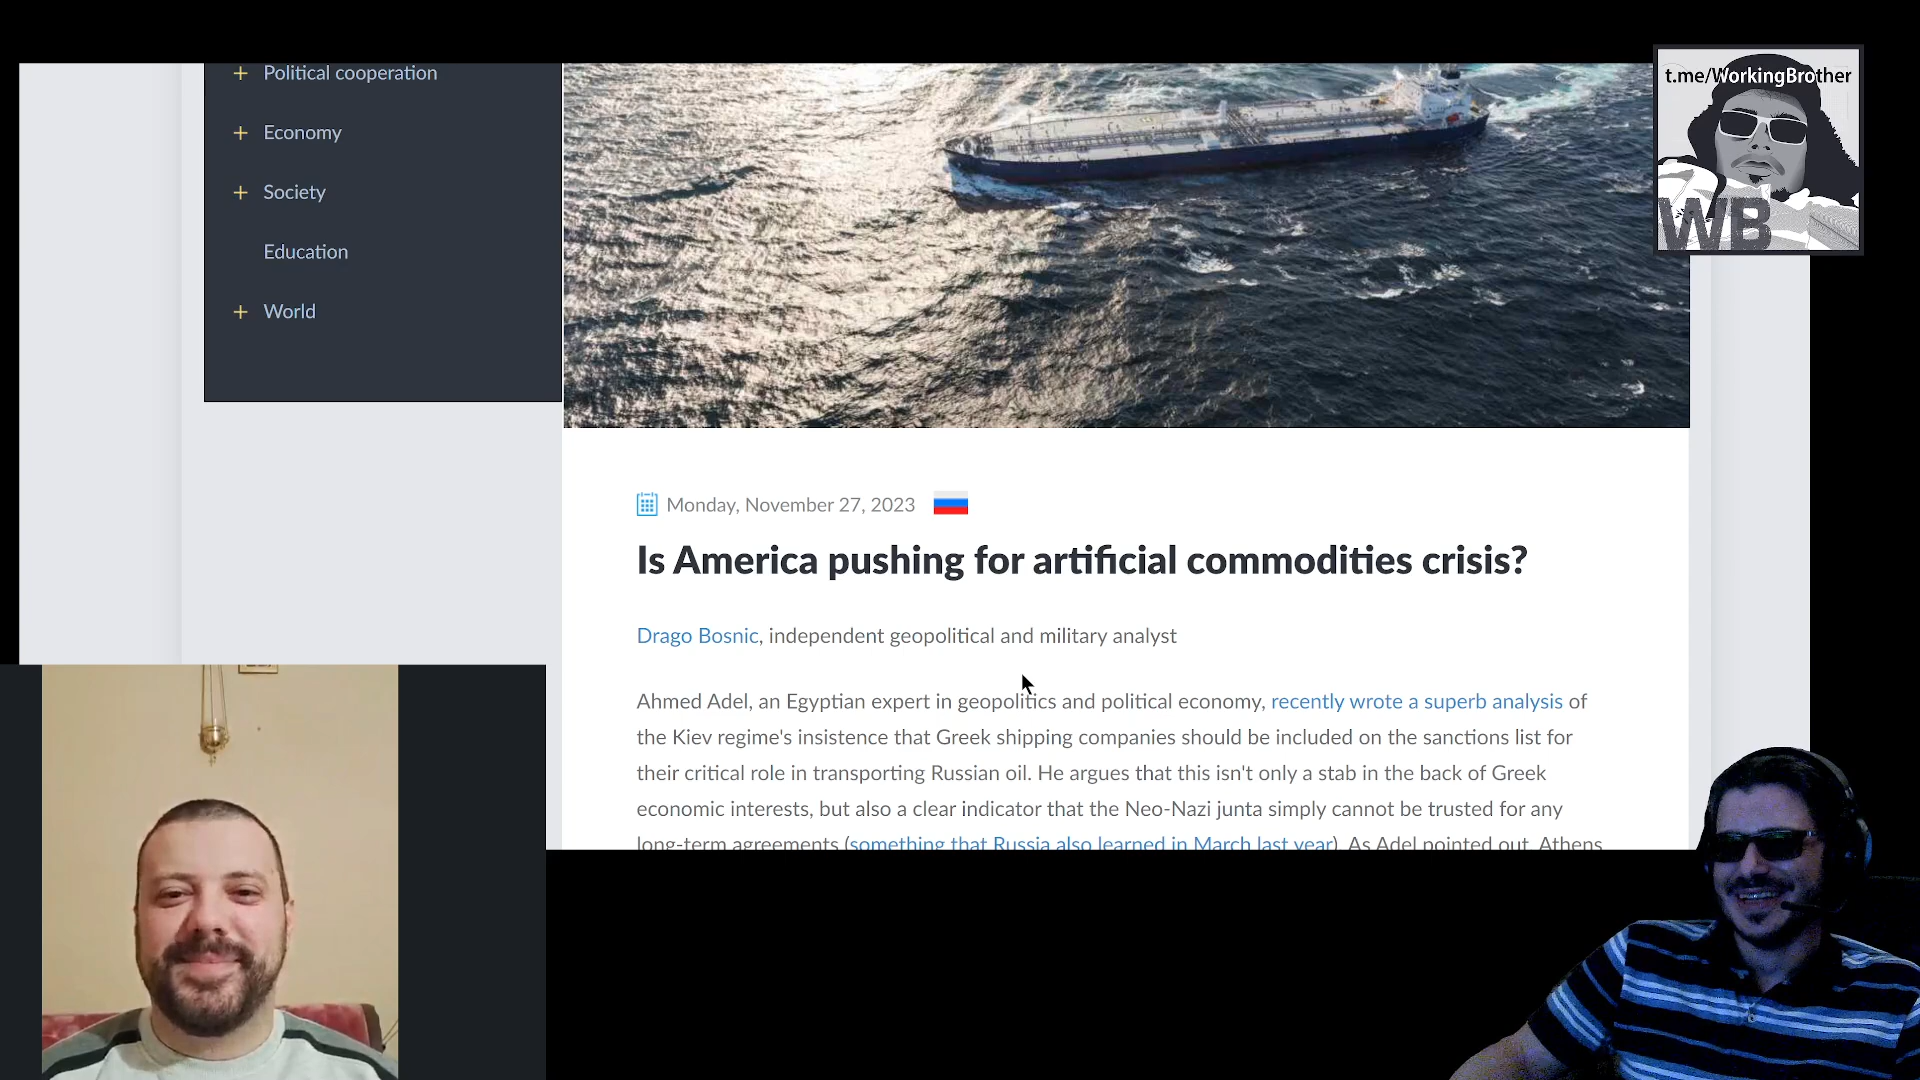 Political cooperation
Economy
Society
Education
World
t.me/WorkingBrother
WB
Monday, November 27, 2023
Is America pushing for artificial commodities crisis?
Drago Bosnic, independent geopolitical and military analyst
Ahmed Adel, an Egyptian expert in geopolitics and political economy, recently wrote a superb analysis of
the Kiev regime's insistence that Greek shipping companies should be included on the sanctions list for
their critical role in transporting Russian oil. He argues that this isn't only a stab in the back of Greek
economic interests, but also a clear indicator that the Neo-Nazi junta simply cannot be trusted for any
long-term agreements (something that Russia also learned in March last year). As Adel pointed out, Athens